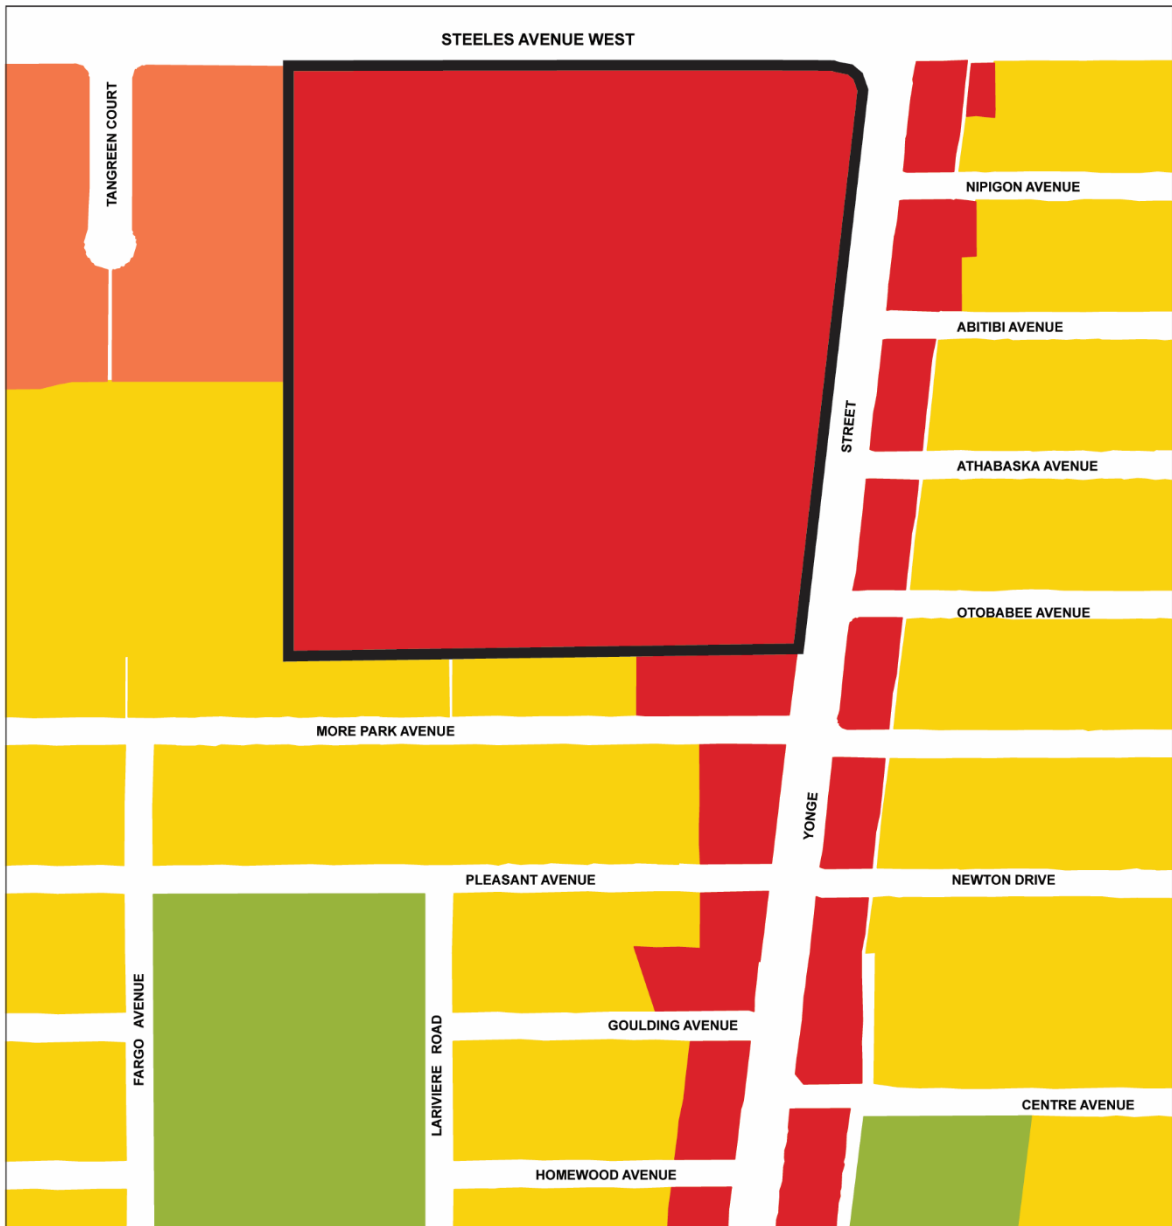 STEELES AVENUE WEST
TANGREEN COURT
NIPIGON AVENUE
ABITIBI AVENUE
STREET
ATHABASKA AVENUE
OTOBABEE AVENUE
MORE PARK AVENUE
YONGE
PLEASANT AVENUE
NEWTON DRIVE
FARGO AVENUE
LARIVIERE ROAD
GOULDING AVENUE
CENTRE AVENUE
HOMEWOOD AVENUE